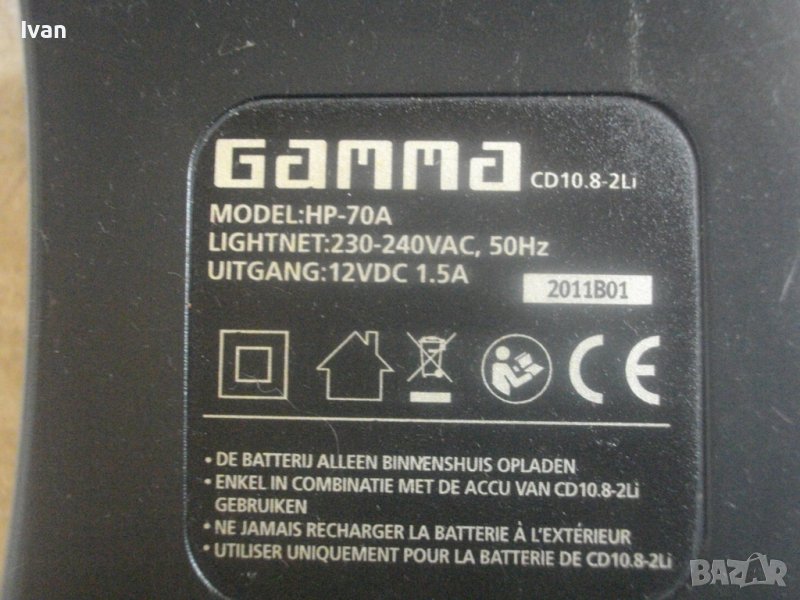 Ivan
GAMMA CD10.8-2Li
MODEL:HP-70A
LIGHTNET:230-240VAC, 50Hz
UITGANG:12VDC 1.5A
2011B01
CE
• DE BATTERIJ ALLEEN BINNENSHUIS OPLADEN
• ENKEL IN COMBINATIE MET DE ACCU VAN CD10.8-2Li
GEBRUIKEN
• NE JAMAIS RECHARGER LA BATTERIE À L'EXTÉRIEUR
• UTILISER UNIQUEMENT POUR LA BATTERIE DE CD10.8-2Li
BAZAR